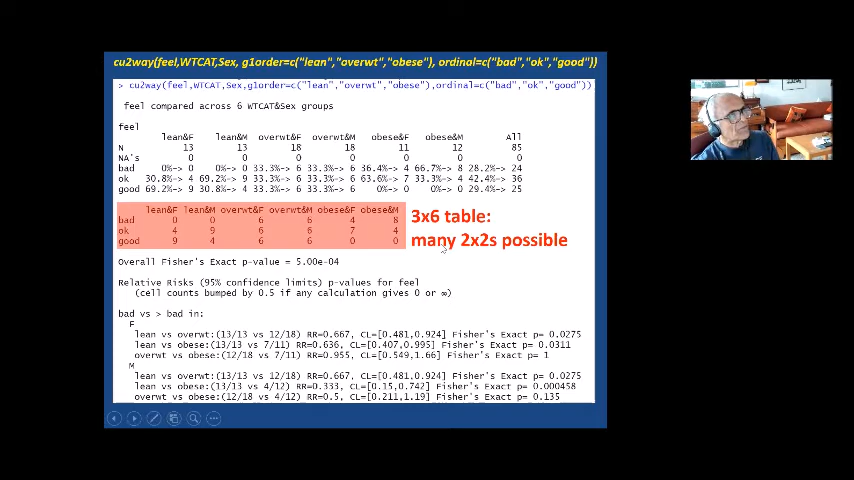 cu2way(feel,WTCAT,Sex, g1order=c("lean","overwt","obese"), ordinal=c("bad","ok","good"))
> cu2way(feel,WTCAT,Sex,g1order=c("lean","overwt","obese"),ordinal=c("bad","ok","good"))
feel compared across 6 WTCAT&Sex groups
feel
lean&F lean&M overwt&F overwt&M obese&F obese&M All
N 13 13 18 18 11 12 85
NA's 0 0 0 0 0 0 0
bad 0%-> 0 0%-> 0 33.3%-> 6 33.3%-> 6 36.4%-> 4 66.7%-> 8 28.2%-> 24
ok 30.8%-> 4 69.2%-> 9 33.3%-> 6 33.3%-> 6 63.6%-> 7 33.3%-> 4 42.4%-> 36
good 69.2%-> 9 30.8%-> 4 33.3%-> 6 33.3%-> 6 0%-> 0 0%-> 0 29.4%-> 25
lean&F lean&M overwt&F overwt&M obese&F obese&M
bad 0 0 6 6 4 8
ok 4 9 6 6 7 4
good 9 4 6 6 0 0
3x6 table:
many 2x2s possible
Overall Fisher's Exact p-value = 5.00e-04
Relative Risks (95% confidence limits) p-values for feel
(cell counts bumped by 0.5 if any calculation gives 0 or ∞)
bad vs > bad in:
F
lean vs overwt:(13/13 vs 12/18) RR=0.667, CL=[0.481,0.924] Fisher's Exact p= 0.0275
lean vs obese:(13/13 vs 7/11) RR=0.636, CL=[0.407,0.995] Fisher's Exact p= 0.0311
overwt vs obese:(12/18 vs 7/11) RR=0.955, CL=[0.549,1.66] Fisher's Exact p= 1
M
lean vs overwt:(13/13 vs 12/18) RR=0.667, CL=[0.481,0.924] Fisher's Exact p= 0.0275
lean vs obese:(13/13 vs 4/12) RR=0.333, CL=[0.15,0.742] Fisher's Exact p= 0.000458
overwt vs obese:(12/18 vs 4/12) RR=0.5, CL=[0.211,1.19] Fisher's Exact p= 0.135